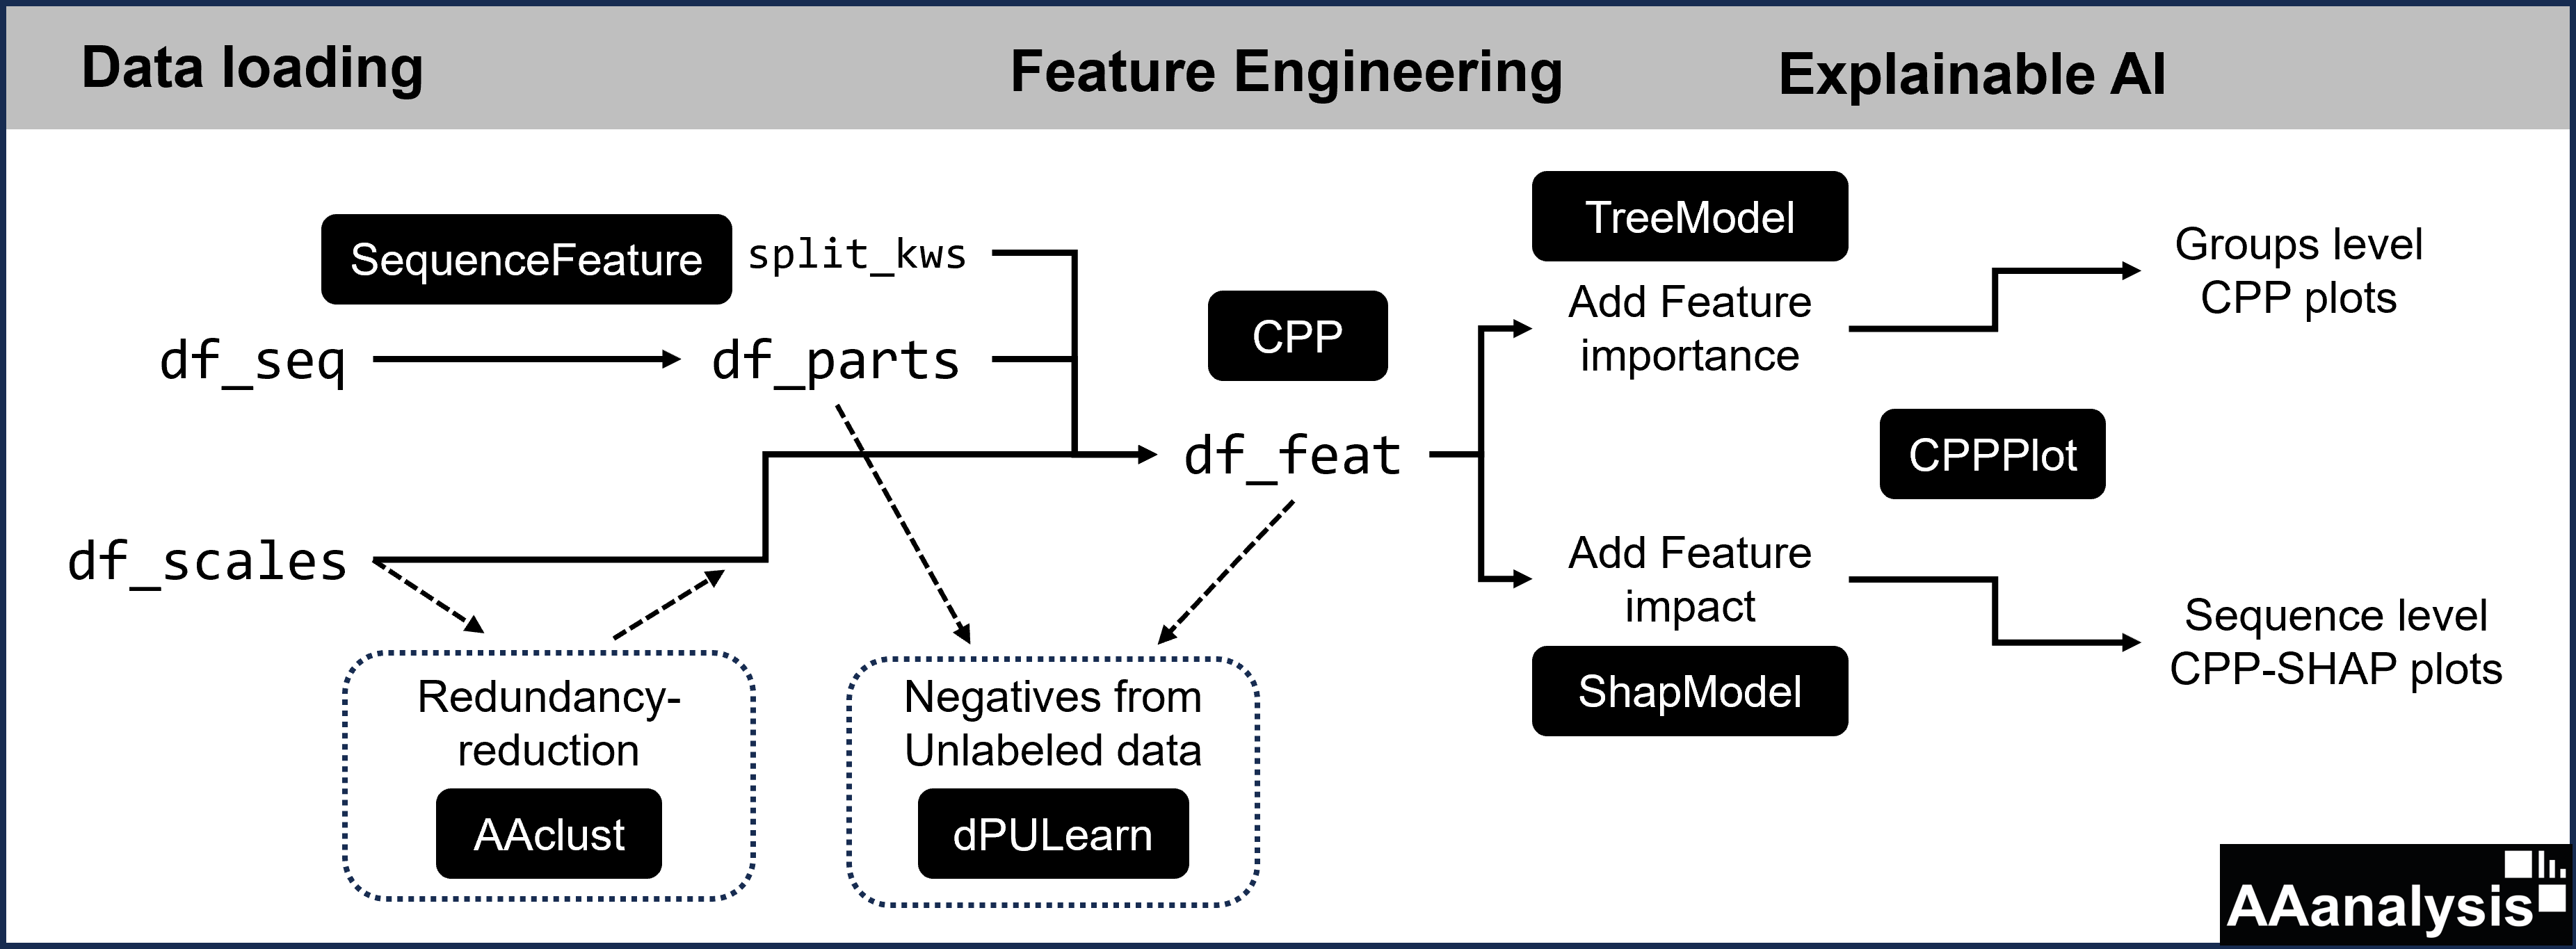 Data loading
Feature Engineering
Explainable AI
SequenceFeature
split_kws
df_seq
df_parts
df_scales
Redundancy-
reduction
AAclust
Negatives from
Unlabeled data
dPULearn
CPP
df_feat
TreeModel
Add Feature
importance
Add Feature
impact
ShapModel
CPPPlot
Groups level
CPP plots
Sequence level
CPP-SHAP plots
AAanalysis